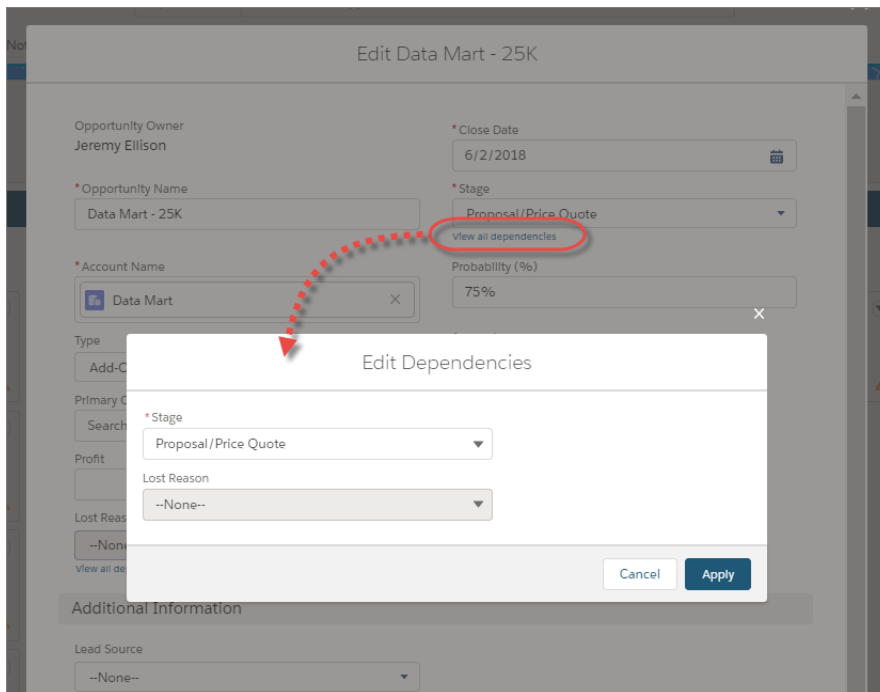 Not
Edit Data Mart - 25K
Opportunity Owner
Jeremy Ellison
* Close Date
6/2/2018
* Opportunity Name
Data Mart - 25K
* Stage
Proposal/Price Quote
View all dependencies
* Account Name
Data Mart
Probability (%)
75%
Type
Add-O
Primary C
Search
Profit
Lost Reas
--None
View all de
Edit Dependencies
* Stage
Proposal/Price Quote
Lost Reason
--None--
Cancel
Apply
Additional Information
Lead Source
--None--